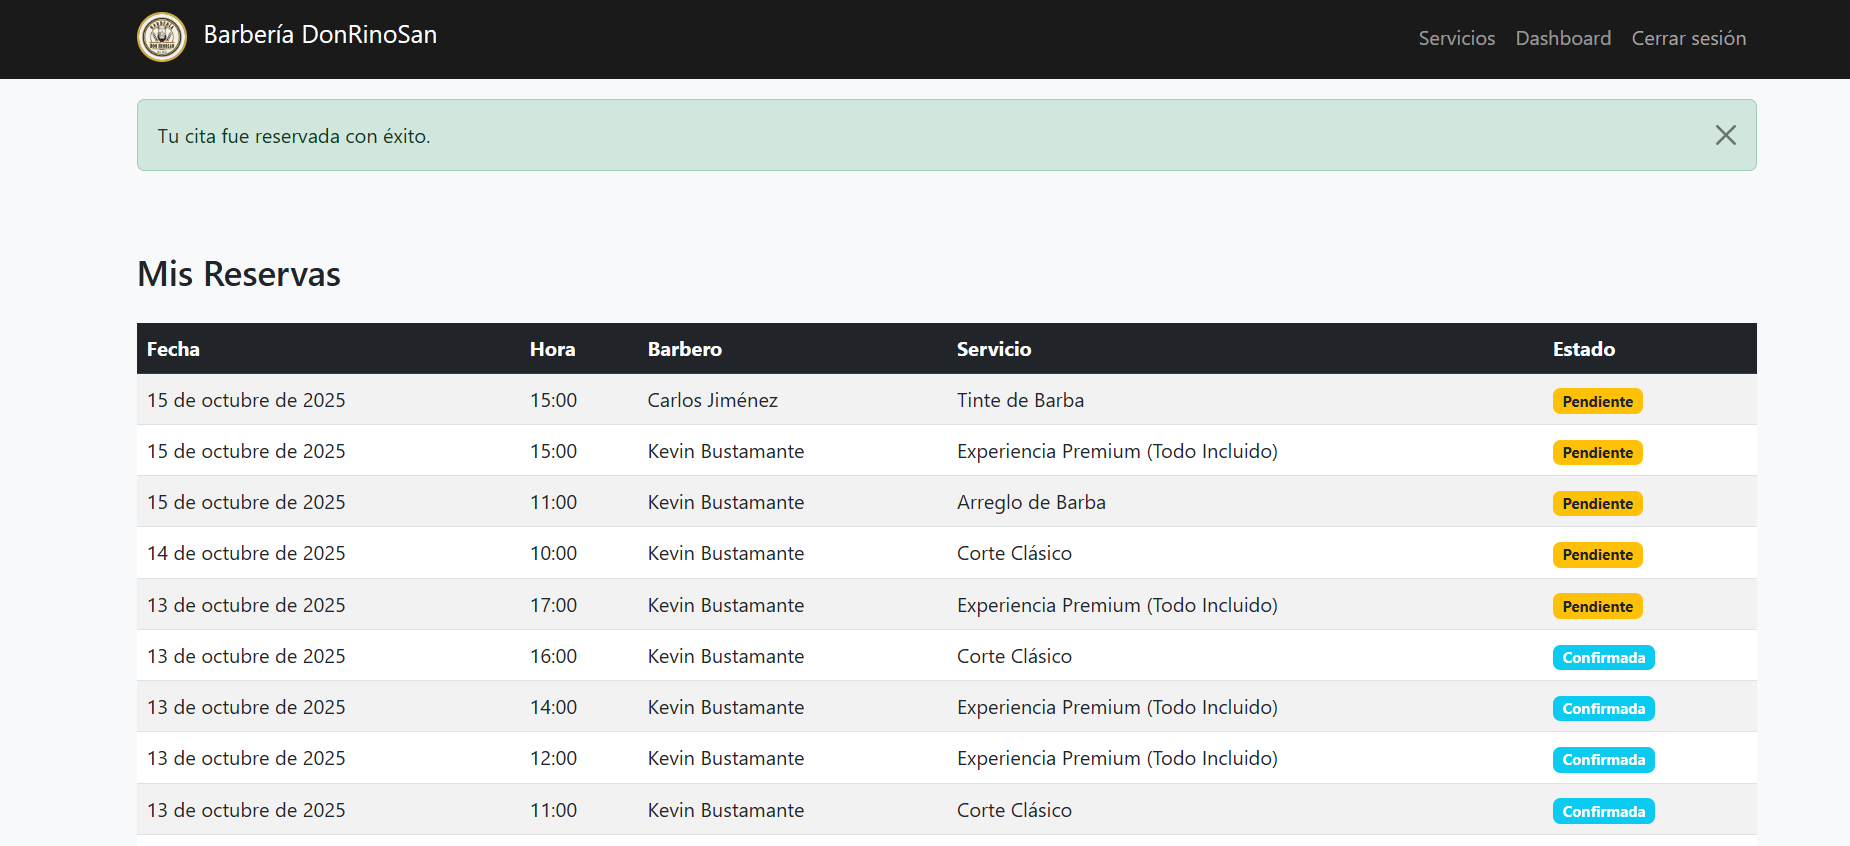 BARBERÍA
DON RINOSAN
Barbería DonRinoSan
Servicios Dashboard Cerrar sesión
Tu cita fue reservada con éxito.
Mis Reservas
Fecha Hora Barbero Servicio Estado
15 de octubre de 2025 15:00 Carlos Jiménez Tinte de Barba Pendiente
15 de octubre de 2025 15:00 Kevin Bustamante Experiencia Premium (Todo Incluido) Pendiente
15 de octubre de 2025 11:00 Kevin Bustamante Arreglo de Barba Pendiente
14 de octubre de 2025 10:00 Kevin Bustamante Corte Clásico Pendiente
13 de octubre de 2025 17:00 Kevin Bustamante Experiencia Premium (Todo Incluido) Pendiente
13 de octubre de 2025 16:00 Kevin Bustamante Corte Clásico Confirmada
13 de octubre de 2025 14:00 Kevin Bustamante Experiencia Premium (Todo Incluido) Confirmada
13 de octubre de 2025 12:00 Kevin Bustamante Experiencia Premium (Todo Incluido) Confirmada
13 de octubre de 2025 11:00 Kevin Bustamante Corte Clásico Confirmada